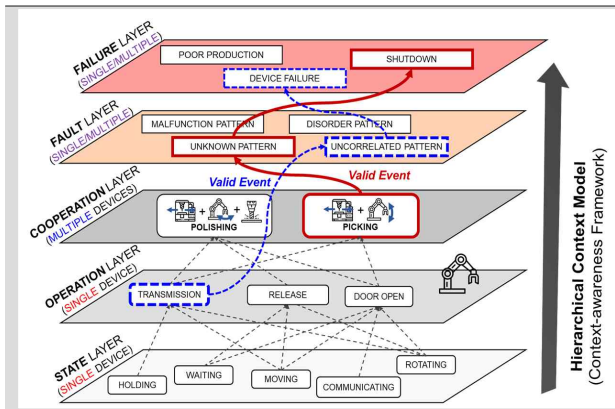 FAILURE LAYER
(SINGLE/MULTIPLE)
POOR PRODUCTION
SHUTDOWN
DEVICE FAILURE
FAULT LAYER
(SINGLE/MULTIPLE)
MALFUNCTION PATTERN
DISORDER PATTERN
UNKNOWN PATTERN
UNCORRELATED PATTERN
Valid Event
Valid Event
COOPERATION LAYER
(MULTIPLE DEVICES)
POLISHING
PICKING
OPERATION LAYER
(SINGLE DEVICE)
TRANSMISSION
RELEASE
DOOR OPEN
STATE LAYER
(SINGLE DEVICE)
HOLDING
WAITING
MOVING
COMMUNICATING
ROTATING
Hierarchical Context Model
(Context-awareness Framework)